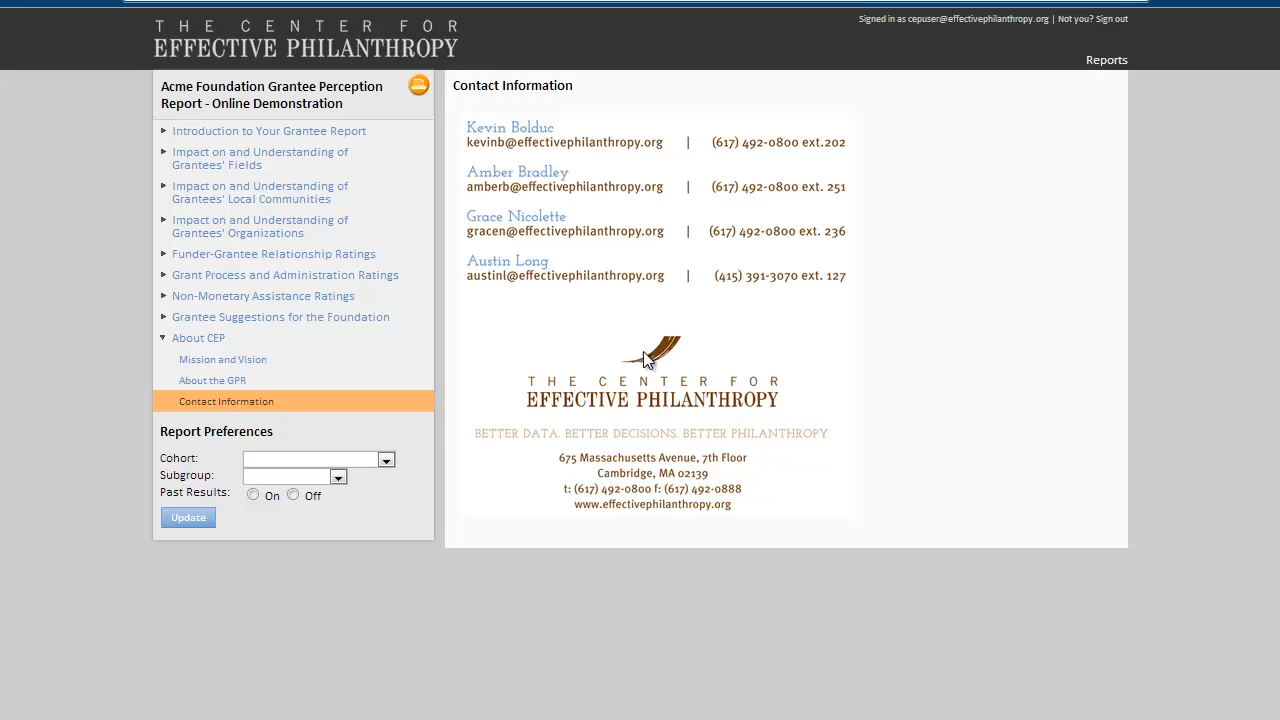 THE CENTER FOR
EFFECTIVE PHILANTHROPY
Signed in as cepuser@effectivephilanthropy.org | Not you? Sign out
Reports
Acme Foundation Grantee Perception
Report - Online Demonstration
Introduction to Your Grantee Report
Impact on and Understanding of
Grantees' Fields
Impact on and Understanding of
Grantees' Local Communities
Impact on and Understanding of
Grantees' Organizations
Funder-Grantee Relationship Ratings
Grant Process and Administration Ratings
Non-Monetary Assistance Ratings
Grantee Suggestions for the Foundation
About CEP
Mission and Vision
About the GPR
Contact Information
Report Preferences
Cohort:
Subgroup:
Past Results: On Off
Update
Contact Information
Kevin Bolduc
kevinb@effectivephilanthropy.org | (617) 492-0800 ext.202
Amber Bradley
amberb@effectivephilanthropy.org | (617) 492-0800 ext. 251
Grace Nicolette
gracen@effectivephilanthropy.org | (617) 492-0800 ext. 236
Austin Long
austinl@effectivephilanthropy.org | (415) 391-3070 ext. 127
THE CENTER FOR
EFFECTIVE PHILANTHROPY
BETTER DATA. BETTER DECISIONS. BETTER PHILANTHROPY.
675 Massachusetts Avenue, 7th Floor
Cambridge, MA 02139
t: (617) 492-0800 f: (617) 492-0888
www.effectivephilanthropy.org